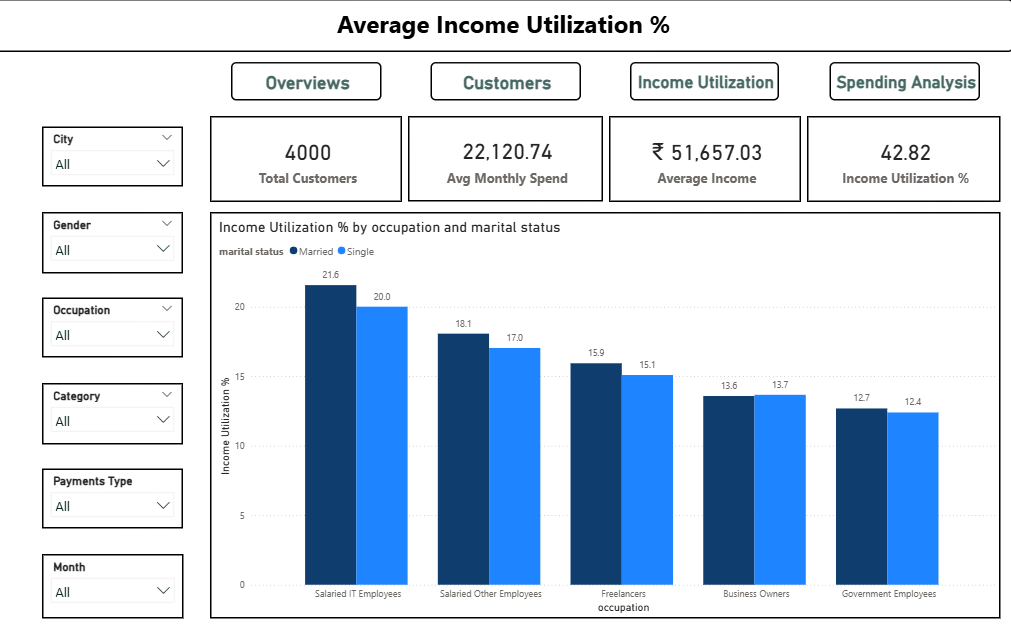 Average Income Utilization %
Overviews
Customers
Income Utilization
Spending Analysis
City
All
Gender
All
Occupation
All
Category
All
Payments Type
All
Month
All
4000
Total Customers
22,120.74
Avg Monthly Spend
₹ 51,657.03
Average Income
42.82
Income Utilization %
Income Utilization % by occupation and marital status
marital status Married Single
Income Utilization %
20
15
10
5
0
21.6
20.0
18.1
17.0
15.9
15.1
13.6
13.7
12.7
12.4
Salaried IT Employees
Salaried Other Employees
Freelancers
Business Owners
Government Employees
occupation